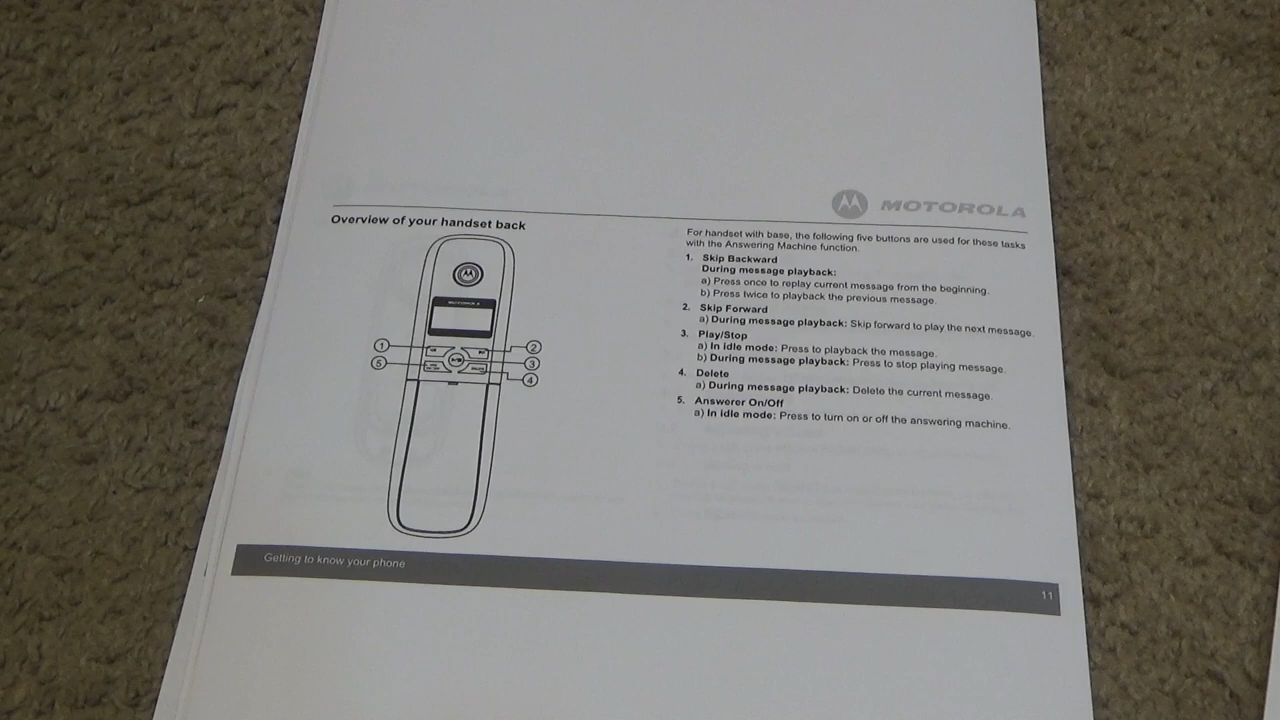 MOTOROLA
Overview of your handset back
1
5
2
3
4
For handset with base, the following five buttons are used for these tasks
with the Answering Machine function.
1. Skip Backward
During message playback:
a) Press once to replay current message from the beginning.
b) Press twice to playback the previous message.
2. Skip Forward
a) During message playback: Skip forward to play the next message.
3. Play/Stop
a) In idle mode: Press to playback the message.
b) During message playback: Press to stop playing message.
4. Delete
a) During message playback: Delete the current message.
5. Answerer On/Off
a) In idle mode: Press to turn on or off the answering machine.
Getting to know your phone
11